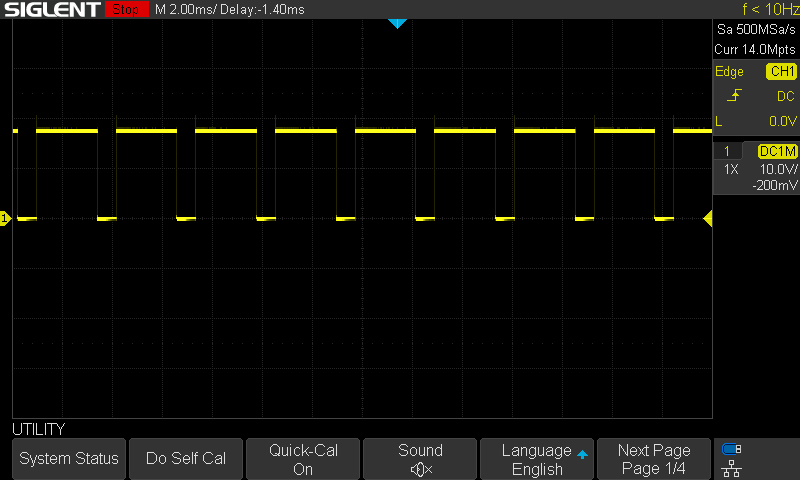 SIGLENT Stop M 2.00ms/ Delay:-1.40ms f < 10Hz
Sa 500MSa/s
Curr 14.0Mpts
Edge CH1
DC
L 0.0V
1 DC1M
1X 10.0V/
-200mV
1
UTILITY
System Status
Do Self Cal
Quick-Cal
On
Sound
Language
English
Next Page
Page 1/4